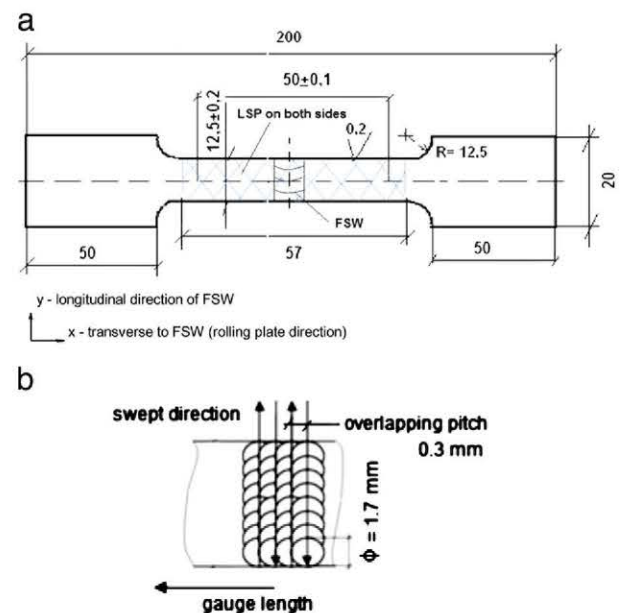 a
200
50±0.1
12.5±0.2
LSP on both sides
0.2
R= 12.5
20
FSW
50
57
50
y - longitudinal direction of FSW
x - transverse to FSW (rolling plate direction)
b
swept direction
overlapping pitch
0.3 mm
ϕ = 1.7 mm
gauge length